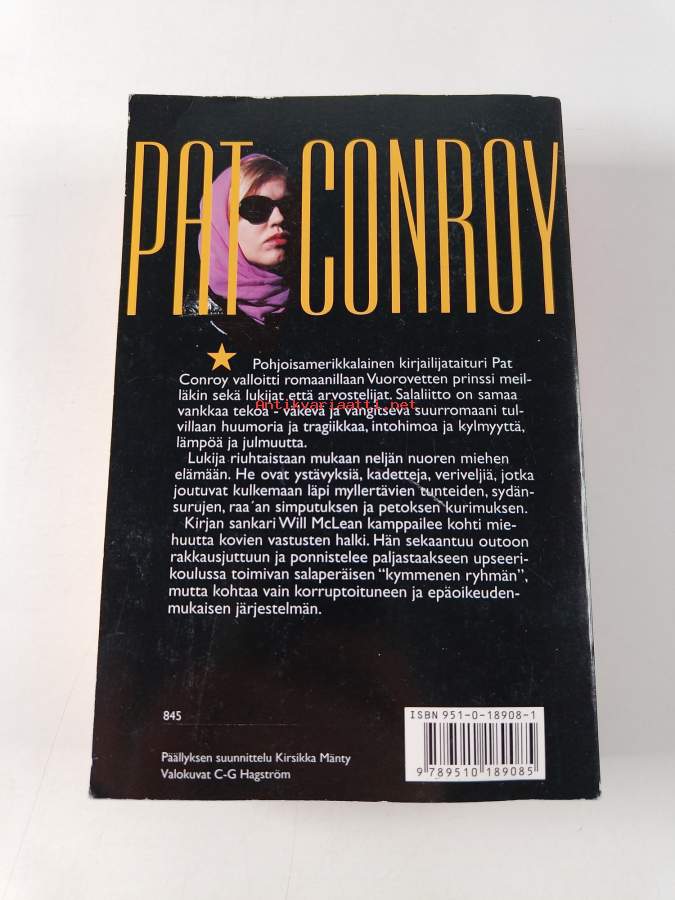 PAT CONROY
Pohjoisamerikkalainen kirjailijataituri Pat
Conroy valloitti romaanillaan Vuorovetten prinssi meil-
läkin sekä lukijat että arvostelijat. Salaliitto on samaa
vankkaa tekoa - väkevä ja vangitseva suurromaani tul-
villaan huumoria ja tragiikkaa, intohimoa ja kylmyyttä,
lämpöä ja julmuutta.
Lukija riuhtaistaan mukaan neljän nuoren miehen
elämään. He ovat ystävyksiä, kadetteja, veriveljiä, jotka
joutuvat kulkemaan läpi myllertävien tunteiden, sydän-
surujen, raa'an simputuksen ja petoksen kurimuksen.
Kirjan sankari Will McLean kamppailee kohti mie-
huutta kovien vastusten halki. Hän sekaantuu outoon
rakkausjuttuun ja ponnistelee paljastaakseen upseeri-
koulussa toimivan salaperäisen "kymmenen ryhmän",
mutta kohtaa vain korruptoituneen ja epäoikeuden-
mukaisen järjestelmän.
Antikvariaatti.net
845
Päällyksen suunnittelu Kirsikka Mänty
Valokuvat C-G Hagström
ISBN 951-0-18908-1
9 789510 189085